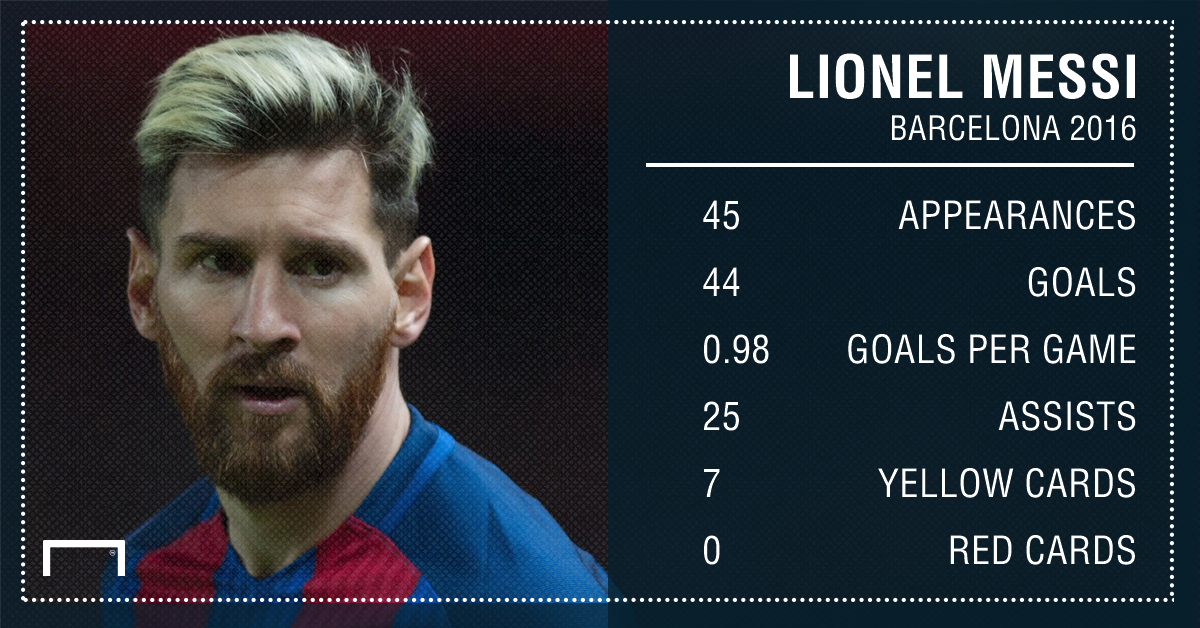 LIONEL MESSI
BARCELONA 2016
45 APPEARANCES
44 GOALS
0.98 GOALS PER GAME
25 ASSISTS
7 YELLOW CARDS
0 RED CARDS